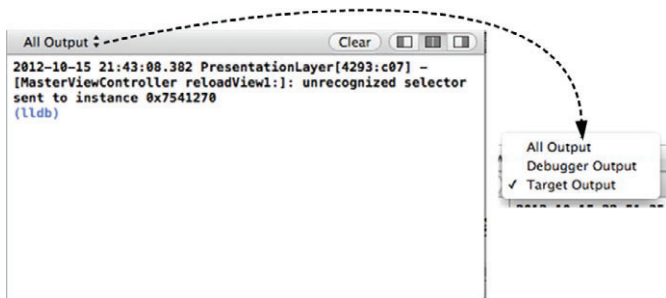 All Output
Clear
2012-10-15 21:43:08.382 PresentationLayer[4293:c07] -
[MasterViewController reloadView1:]: unrecognized selector
sent to instance 0x7541270
(lldb)
All Output
Debugger Output
✓ Target Output